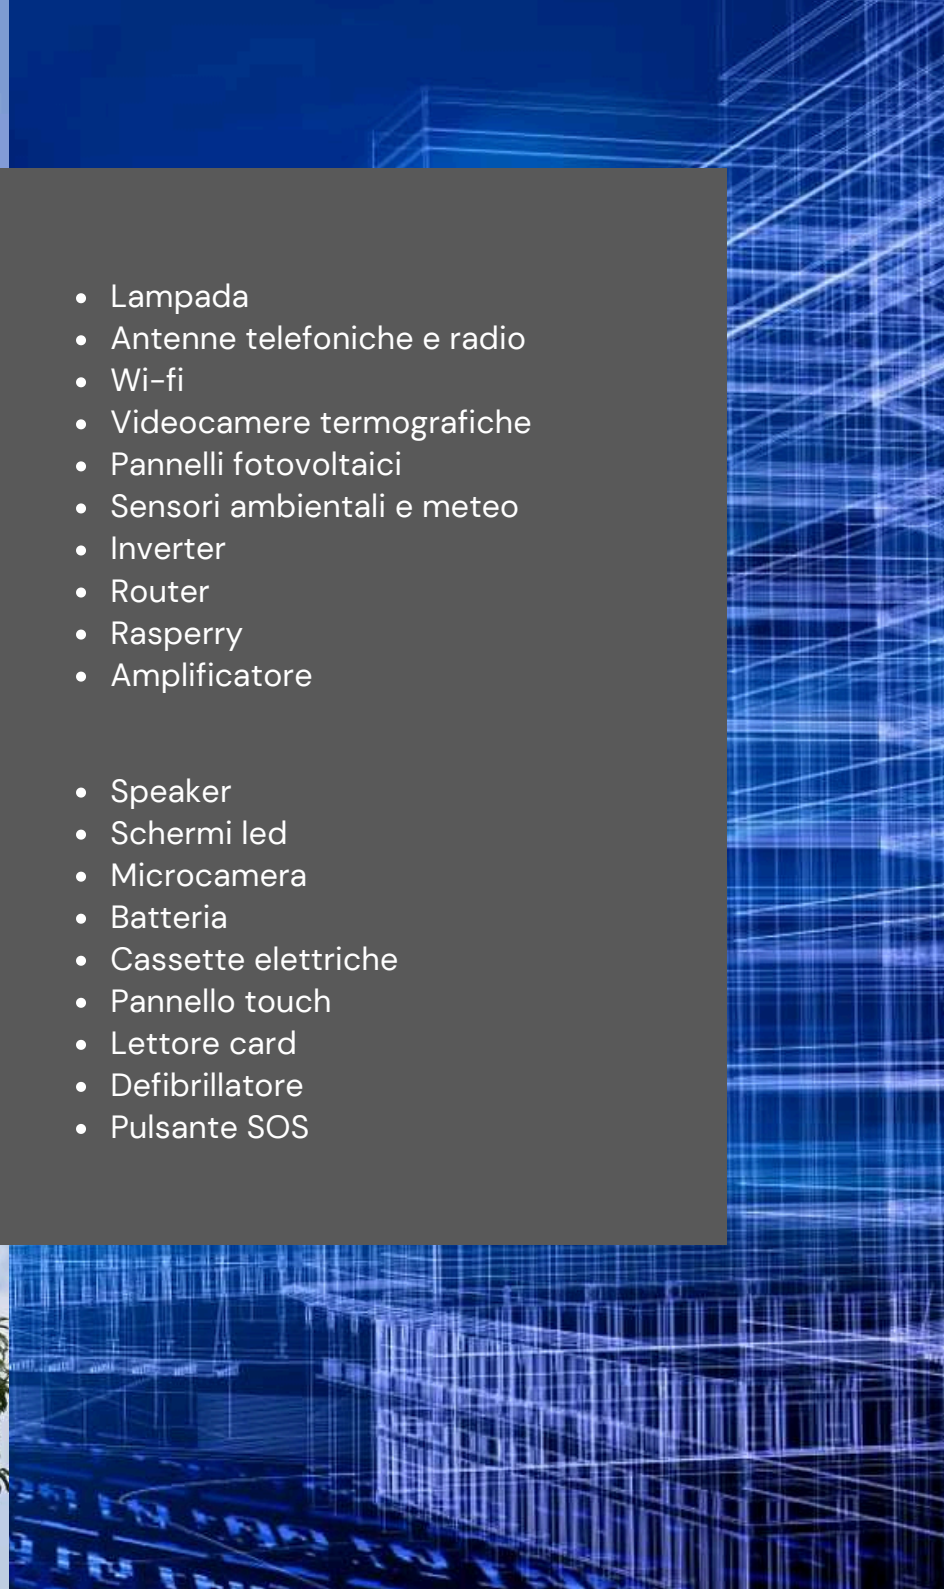 • Lampada
• Antenne telefoniche e radio
• Wi-fi
• Videocamere termografiche
• Pannelli fotovoltaici
• Sensori ambientali e meteo
• Inverter
• Router
• Rasperry
• Amplificatore
• Speaker
• Schermi led
• Microcamera
• Batteria
• Cassette elettriche
• Pannello touch
• Lettore card
• Defibrillatore
• Pulsante SOS